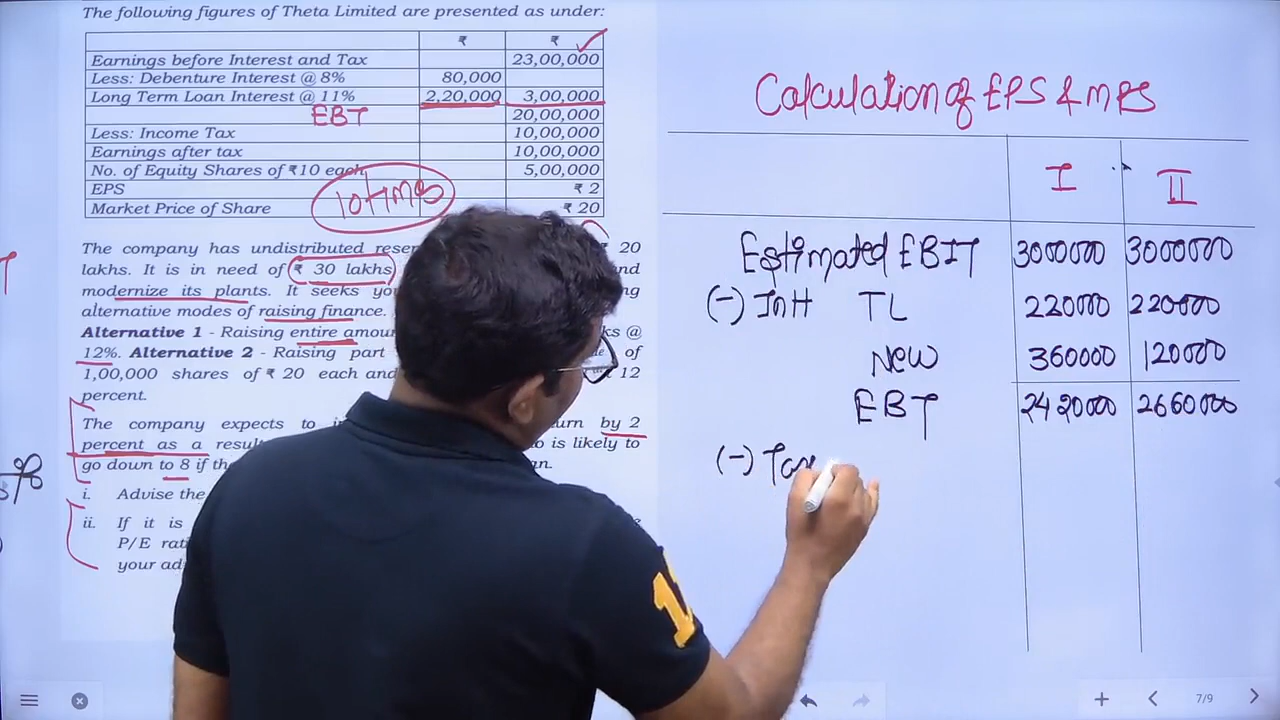 The following figures of Theta Limited are presented as under:
₹ ₹
Earnings before Interest and Tax 23,00,000
Less: Debenture Interest @ 8% 80,000
Long Term Loan Interest @ 11% 2,20,000 3,00,000
EBT 20,00,000
Less: Income Tax 10,00,000
Earnings after tax 10,00,000
No. of Equity Shares of ₹10 each 5,00,000
EPS ₹ 2
Market Price of Share ₹ 20
10 times
The company has undistributed ₹ 20
lakhs. It is in need of ₹ 30 lakhs and
modernize its plants. It seeks
alternative modes of raising finance.
Alternative 1 - Raising entire @
12%. Alternative 2 - Raising part of
1,00,000 shares of ₹ 20 each and 12
percent.
The company expects to by 2
percent as a is likely to
go down to 8 if
i. Advise the
ii. If it is
P/E
your
Calculation of EPS & MPS
I II
Estimated EBIT 3000000 3000000
(-) Int TL 220000 220000
New 360000 120000
EBT 2420000 2660000
(-) Tax
1
7/9